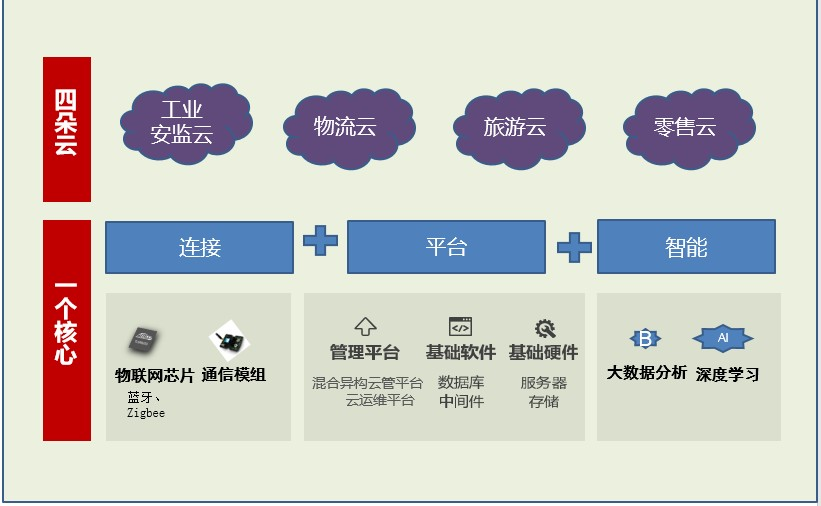 四朵云
工业
安监云
物流云
旅游云
零售云
一个核心
连接
平台
智能
物联网芯片
蓝牙、
Zigbee
通信模组
管理平台
混合异构云管平台
云运维平台
基础软件
数据库
中间件
基础硬件
服务器
存储
B
大数据分析
AI
深度学习